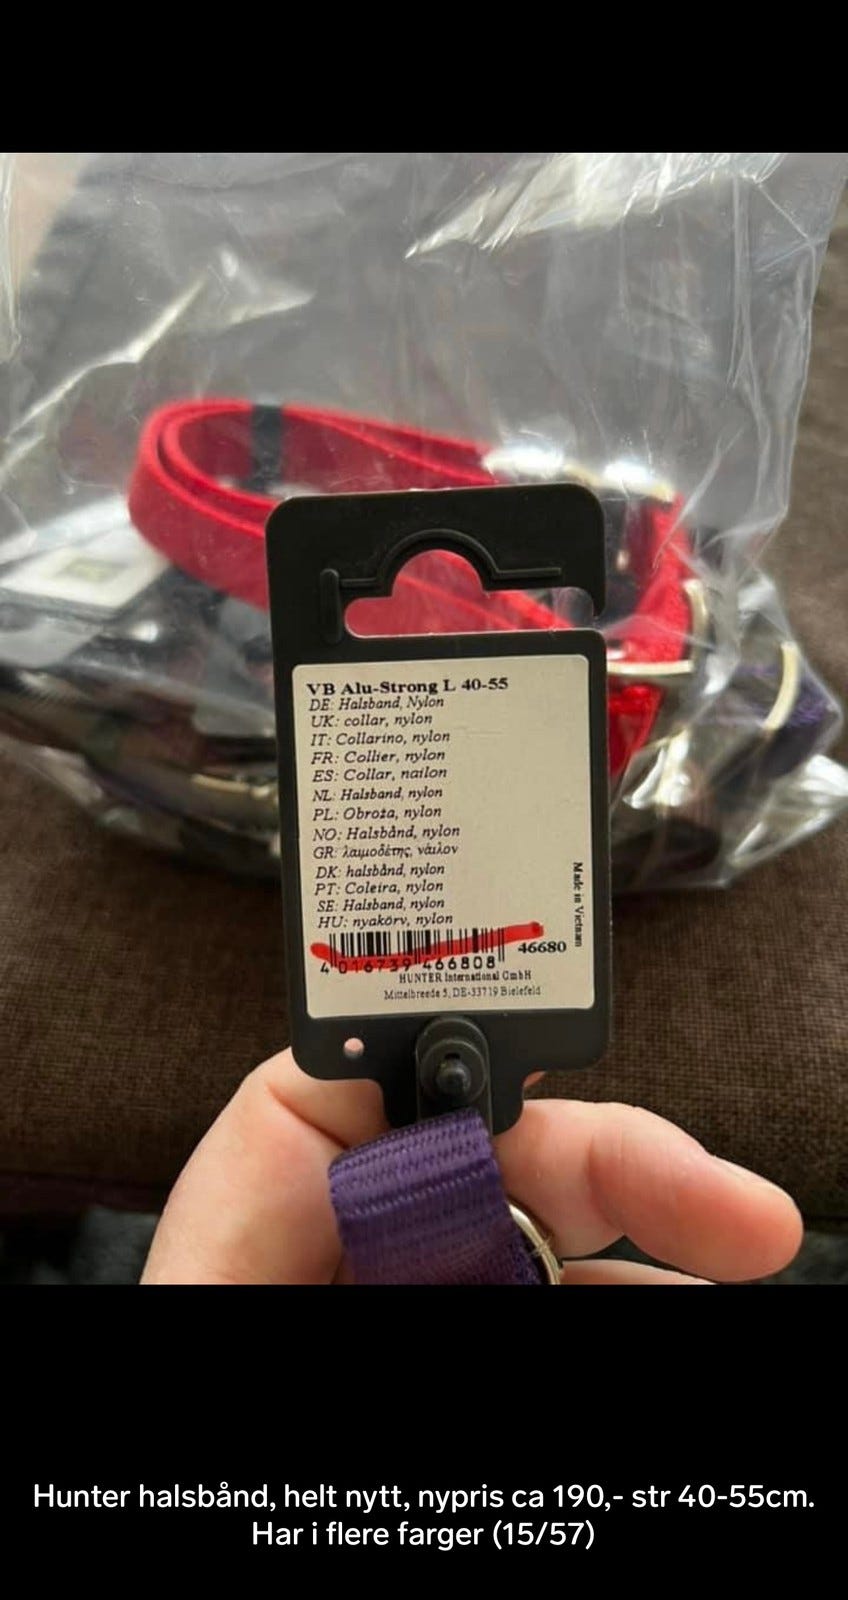 VB Alu-Strong L 40-55
DE: Halsband, Nylon
UK: collar, nylon
IT: Collarino, nylon
FR: Collier, nylon
ES: Collar, nailon
NL: Halsband, nylon
PL: Obroża, nylon
NO: Halsbånd, nylon
GR: λαιμοδέτης, νάιλον
DK: halsbånd, nylon
PT: Coleira, nylon
SE: Halsband, nylon
HU: nyakörv, nylon
Made in Vietnam
46680
4 016739 466808
HUNTER International GmbH
Mittelbreede 5, DE-33719 Bielefeld
Hunter halsbånd, helt nytt, nypris ca 190,- str 40-55cm.
Har i flere farger (15/57)